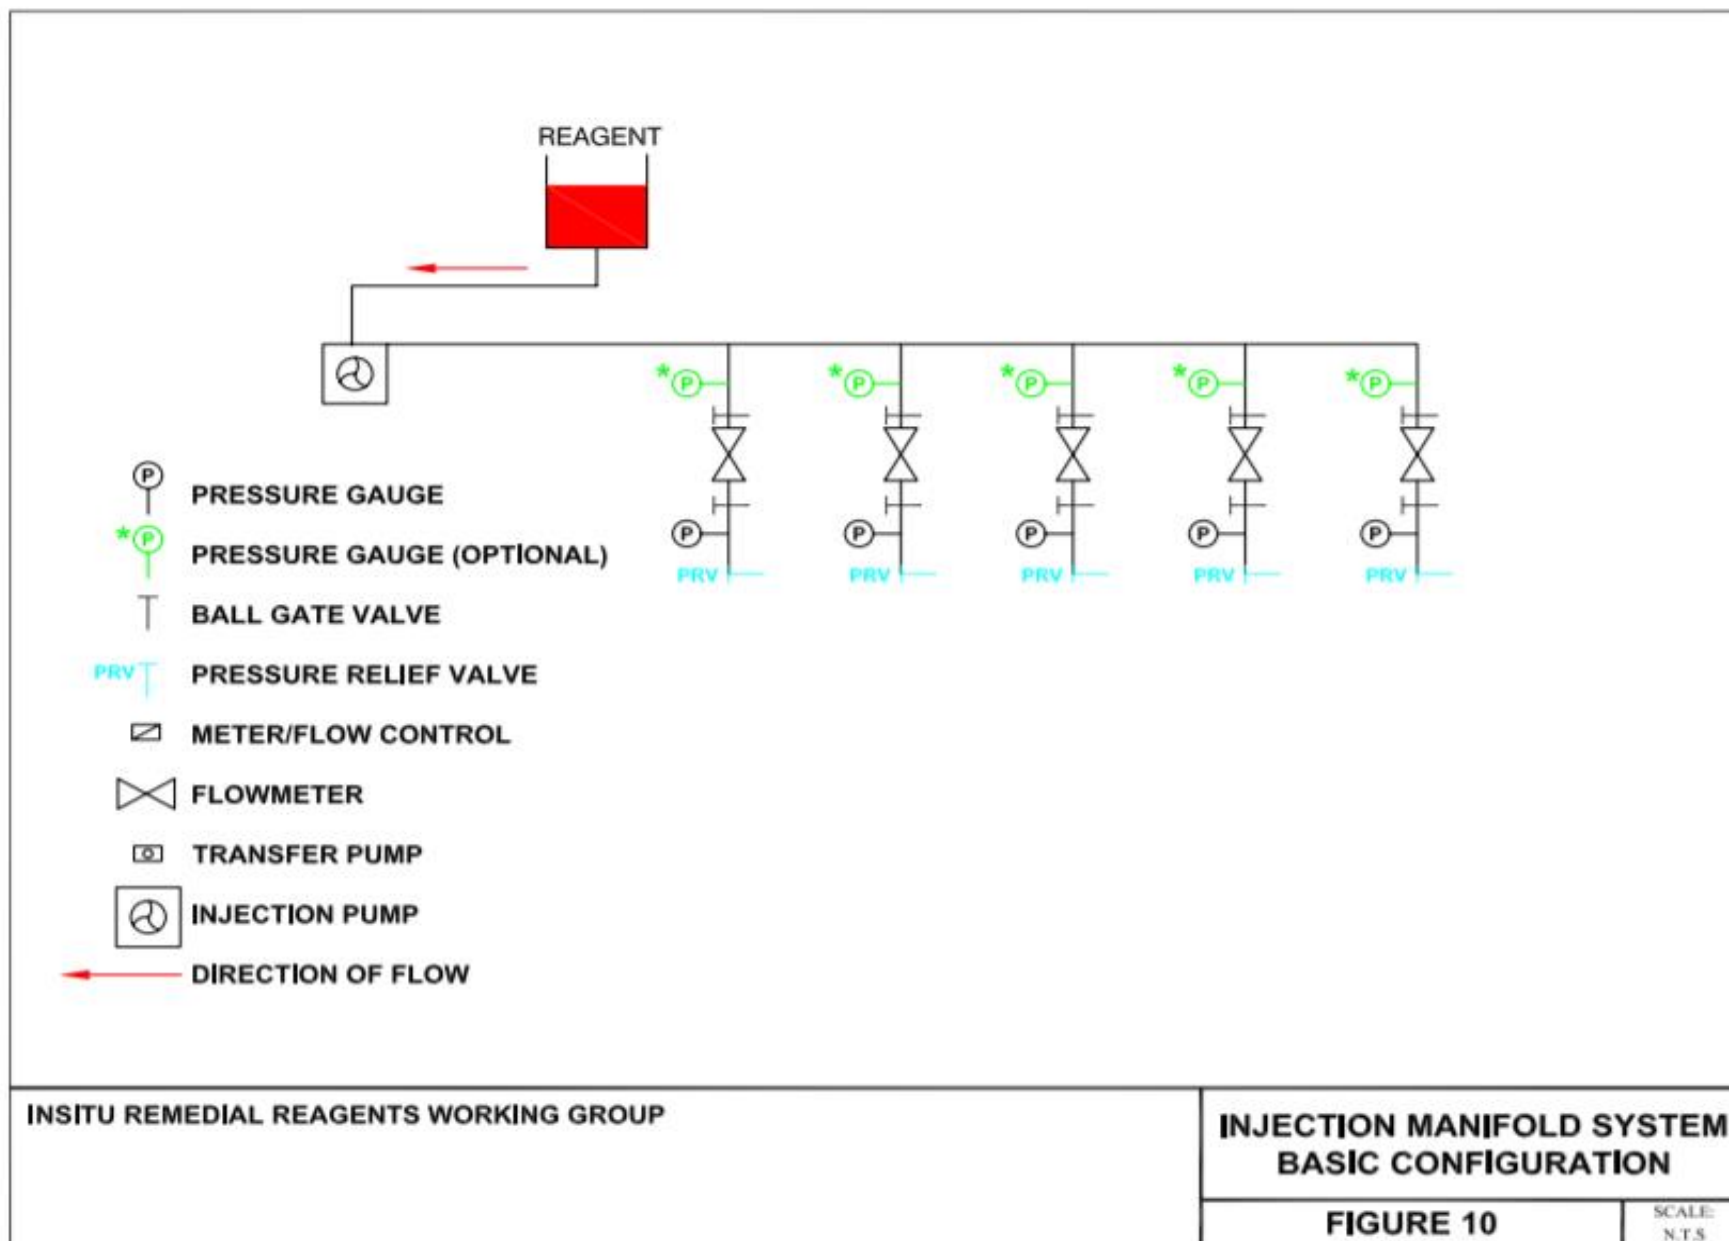 REAGENT
* P * P * P * P * P
P P P P P
PRV PRV PRV PRV PRV
P PRESSURE GAUGE
* P PRESSURE GAUGE (OPTIONAL)
BALL GATE VALVE
PRV PRESSURE RELIEF VALVE
METER/FLOW CONTROL
FLOWMETER
TRANSFER PUMP
INJECTION PUMP
DIRECTION OF FLOW
INSITU REMEDIAL REAGENTS WORKING GROUP
INJECTION MANIFOLD SYSTEM
BASIC CONFIGURATION
FIGURE 10
SCALE:
N.T.S